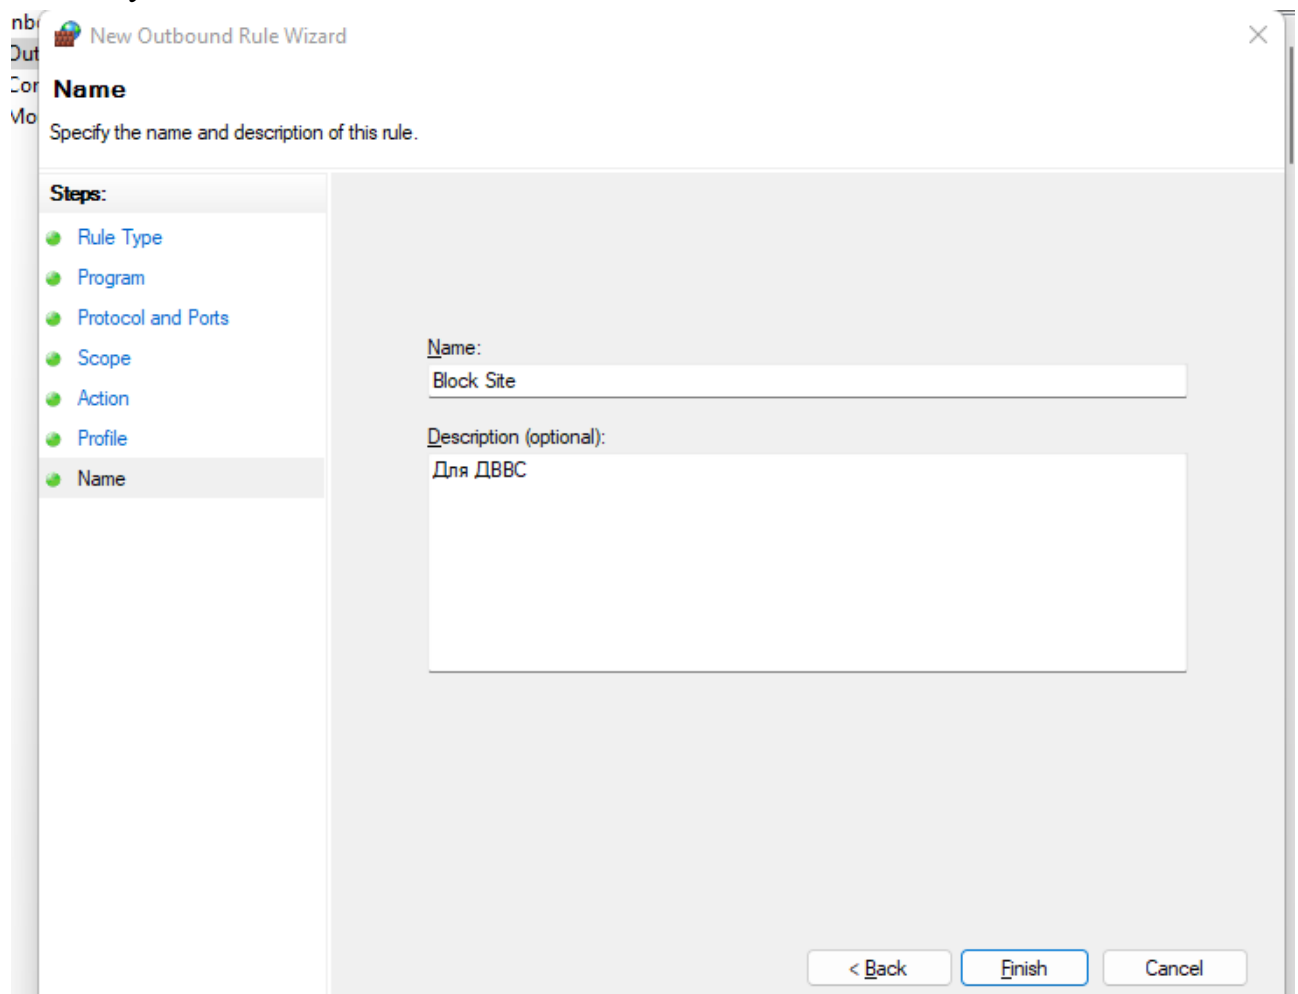 New Outbound Rule Wizard
Name
Specify the name and description of this rule.
Steps:
Rule Type
Program
Protocol and Ports
Scope
Action
Profile
Name
Name:
Block Site
Description (optional):
Для ДВВС
< Back
Finish
Cancel